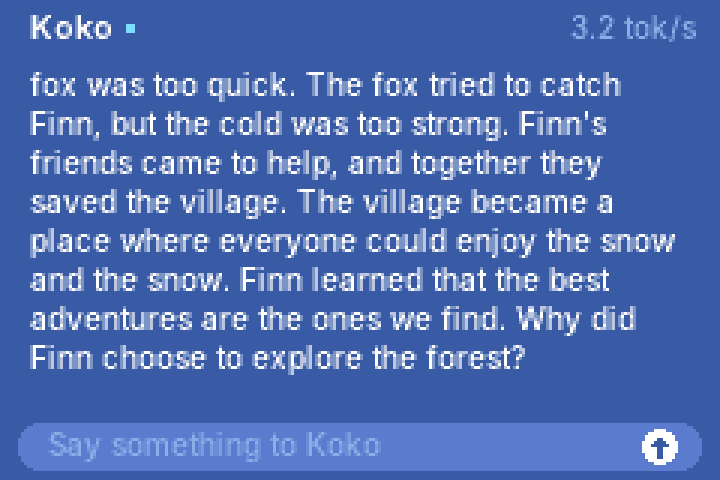 Koko
3.2 tok/s
fox was too quick. The fox tried to catch
Finn, but the cold was too strong. Finn's
friends came to help, and together they
saved the village. The village became a
place where everyone could enjoy the snow
and the snow. Finn learned that the best
adventures are the ones we find. Why did
Finn choose to explore the forest?
Say something to Koko